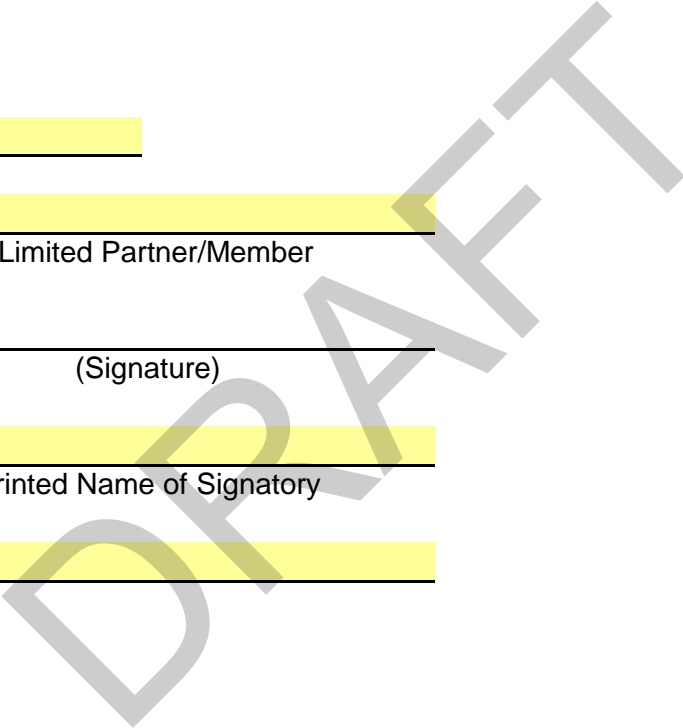 Limited Partner/Member
(Signature)
rinted Name of Signatory
DRAFT